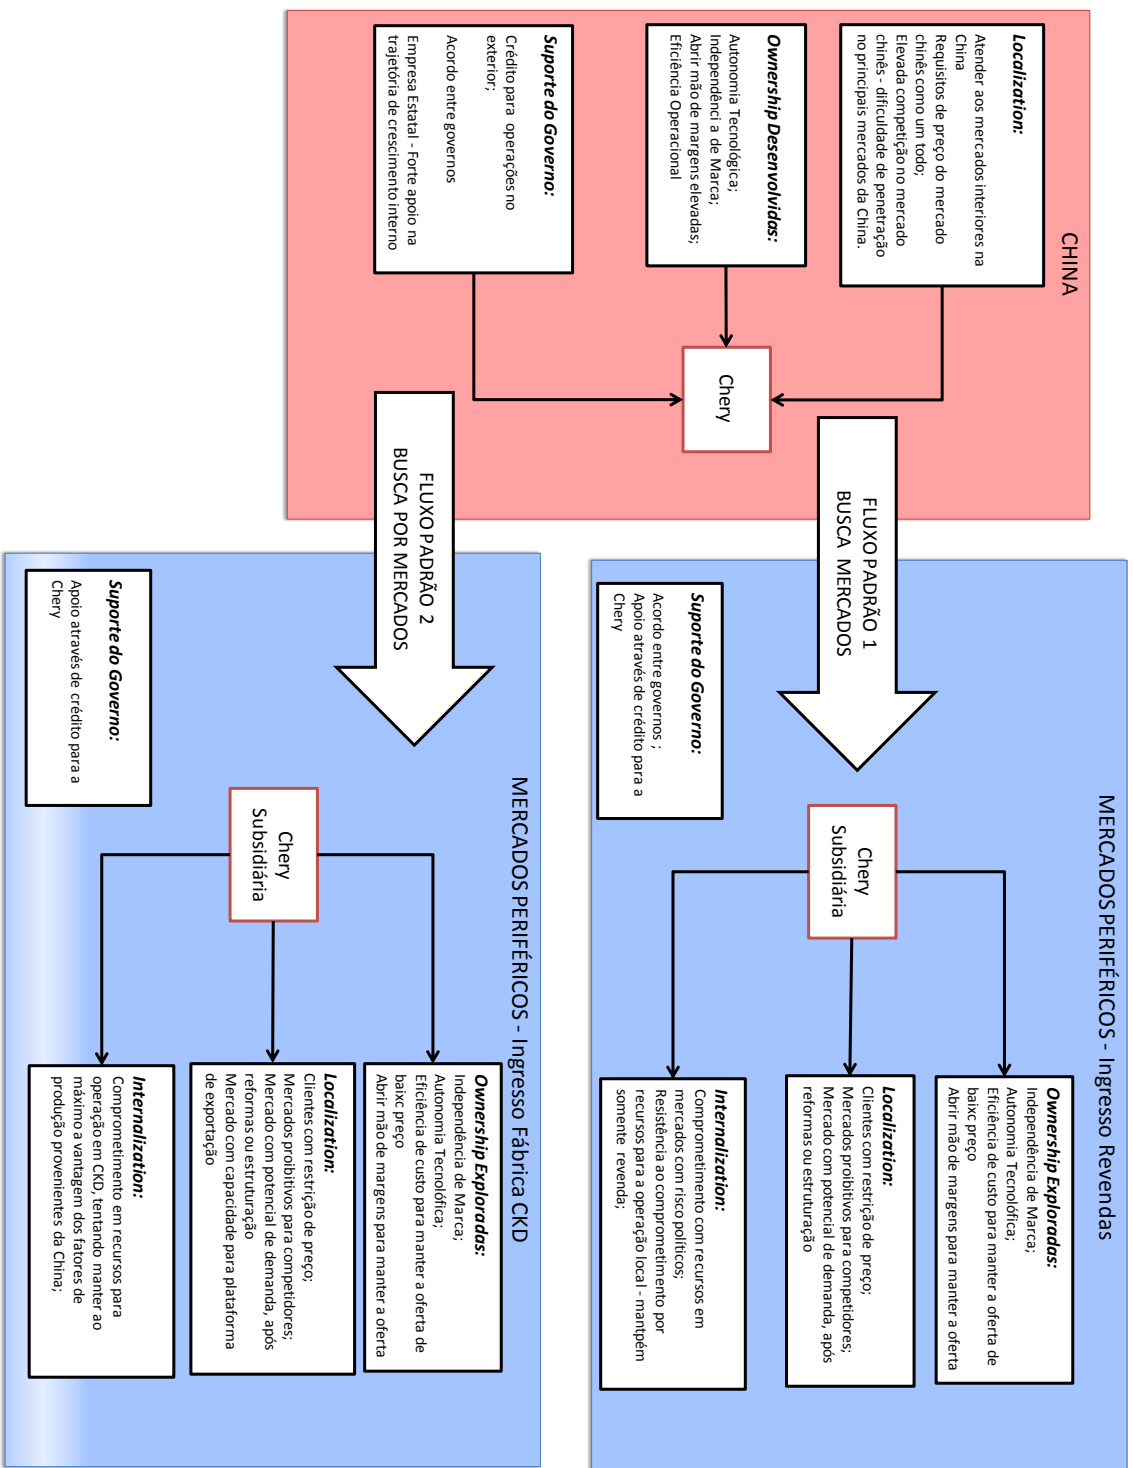 CHINA
Localization:
Atender aos mercados interiores na
China
Requisitos de preço do mercado
chinês como um todo;
Elevada competição no mercado
chinês - dificuldade de penetração
no principais mercados da China.
Ownership Desenvolvidas:
Autonomia Tecnológica;
Independênci a de Marca;
Abrir mão de margens elevadas;
Eficiência Operacional
Suporte do Governo:
Crédito para operações no
exterior;
Acordo entre governos
Empresa Estatal - Forte apoio na
trajetória de crescimento interno
Chery
FLUXO PADRÃO 1
BUSCA MERCADOS
FLUXO PADRÃO 2
BUSCA POR MERCADOS
MERCADOS PERIFÉRICOS - Ingresso Revendas
Suporte do Governo:
Acordo entre governos ;
Apoio através de crédito para a
Chery
Chery
Subsidiária
Ownership Exploradas:
Independência de Marca;
Autonomia Tecnolófica;
Eficiência de custo para manter a oferta de
baixc preço
Abrir mão de margens para manter a oferta
Localization:
Clientes com restrição de preço;
Mercados proibitivos para competidores;
Mercado com potencial de demanda, após
reformas ou estruturação
Internalization:
Comprometimento com recursos em
mercados com risco políticos;
Resistência ao comprometimento por
recursos para a operação local - mantpém
somente revenda;
MERCADOS PERIFÉRICOS - Ingresso Fábrica CKD
Suporte do Governo:
Apoio através de crédito para a
Chery
Chery
Subsidiária
Ownership Exploradas:
Independência de Marca;
Autonomia Tecnolófica;
Eficiência de custo para manter a oferta de
baixc preço
Abrir mão de margens para manter a oferta
Localization:
Clientes com restrição de preço;
Mercados proibitivos para competidores;
Mercado com potencial de demanda, após
reformas ou estruturação
Mercado com capacidade para plataforma
de exportação
Internalization:
Comprometimento em recursos para
operação em CKD, tentando manter ao
máximo a vantagem dos fatores de
produção provenientes da China;